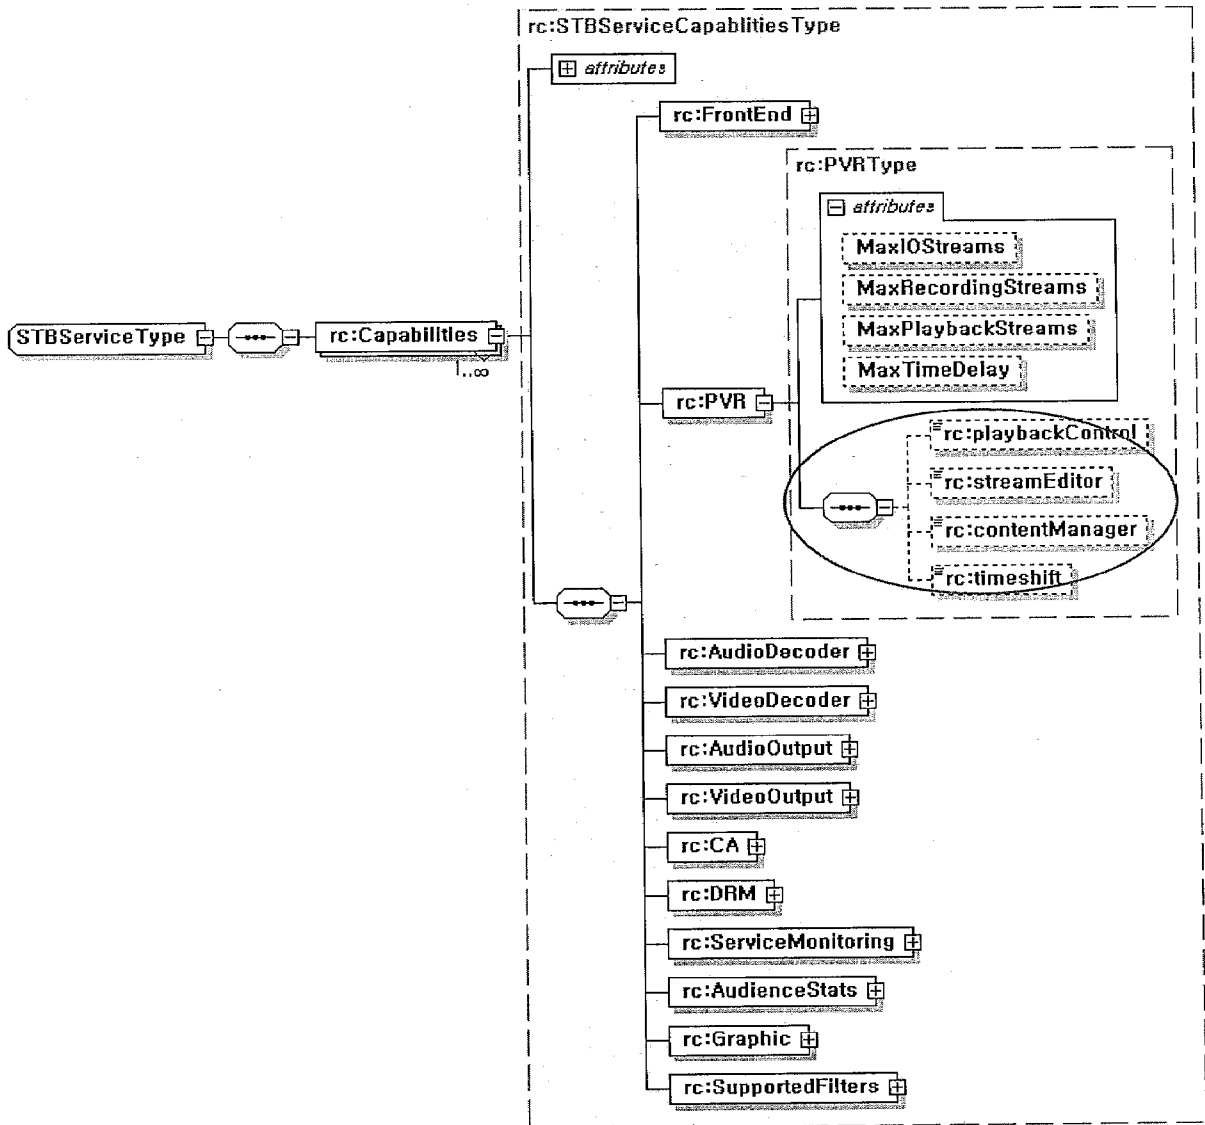 rc:STBServiceCapablitiesType
attributes
rc:FrontEnd
rc:PVRType
attributes
MaxIOStreams
MaxRecordingStreams
MaxPlaybackStreams
MaxTimeDelay
STBServiceType
rc:Capabilities
1..∞
rc:PVR
rc:playbackControl
rc:streamEditor
rc:contentManager
rc:timeshift
rc:AudioDecoder
rc:VideoDecoder
rc:AudioOutput
rc:VideoOutput
rc:CA
rc:DRM
rc:ServiceMonitoring
rc:AudienceStats
rc:Graphic
rc:SupportedFilters